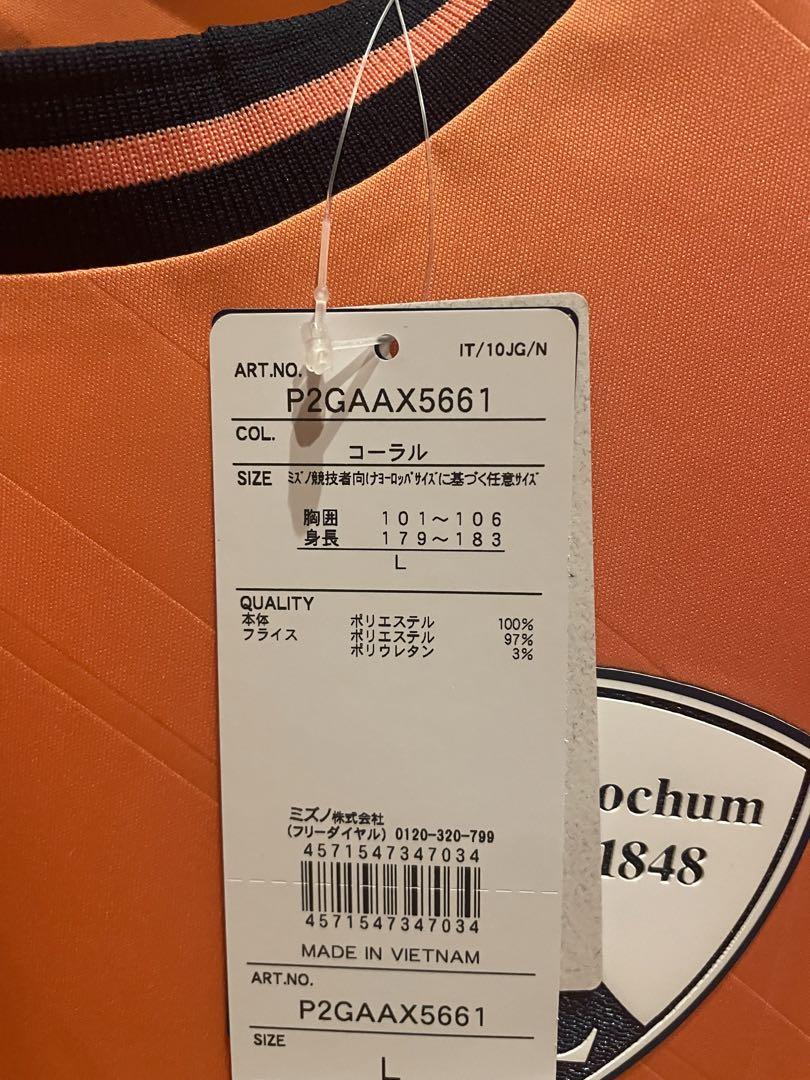 IT/10JG/N
ART.NO.
P2GAAX5661
COL.
コーラル
SIZE ミズノ競技者向けヨーロッパサイズに基づく任意サイズ
胸囲 101～106
身長 179～183
L
QUALITY
本体 ポリエステル 100%
フライス ポリエステル 97%
ポリウレタン 3%
ミズノ株式会社
(フリーダイヤル) 0120-320-799
4571547347034
4571547347034
MADE IN VIETNAM
ART.NO.
P2GAAX5661
SIZE
L
ochum
1848